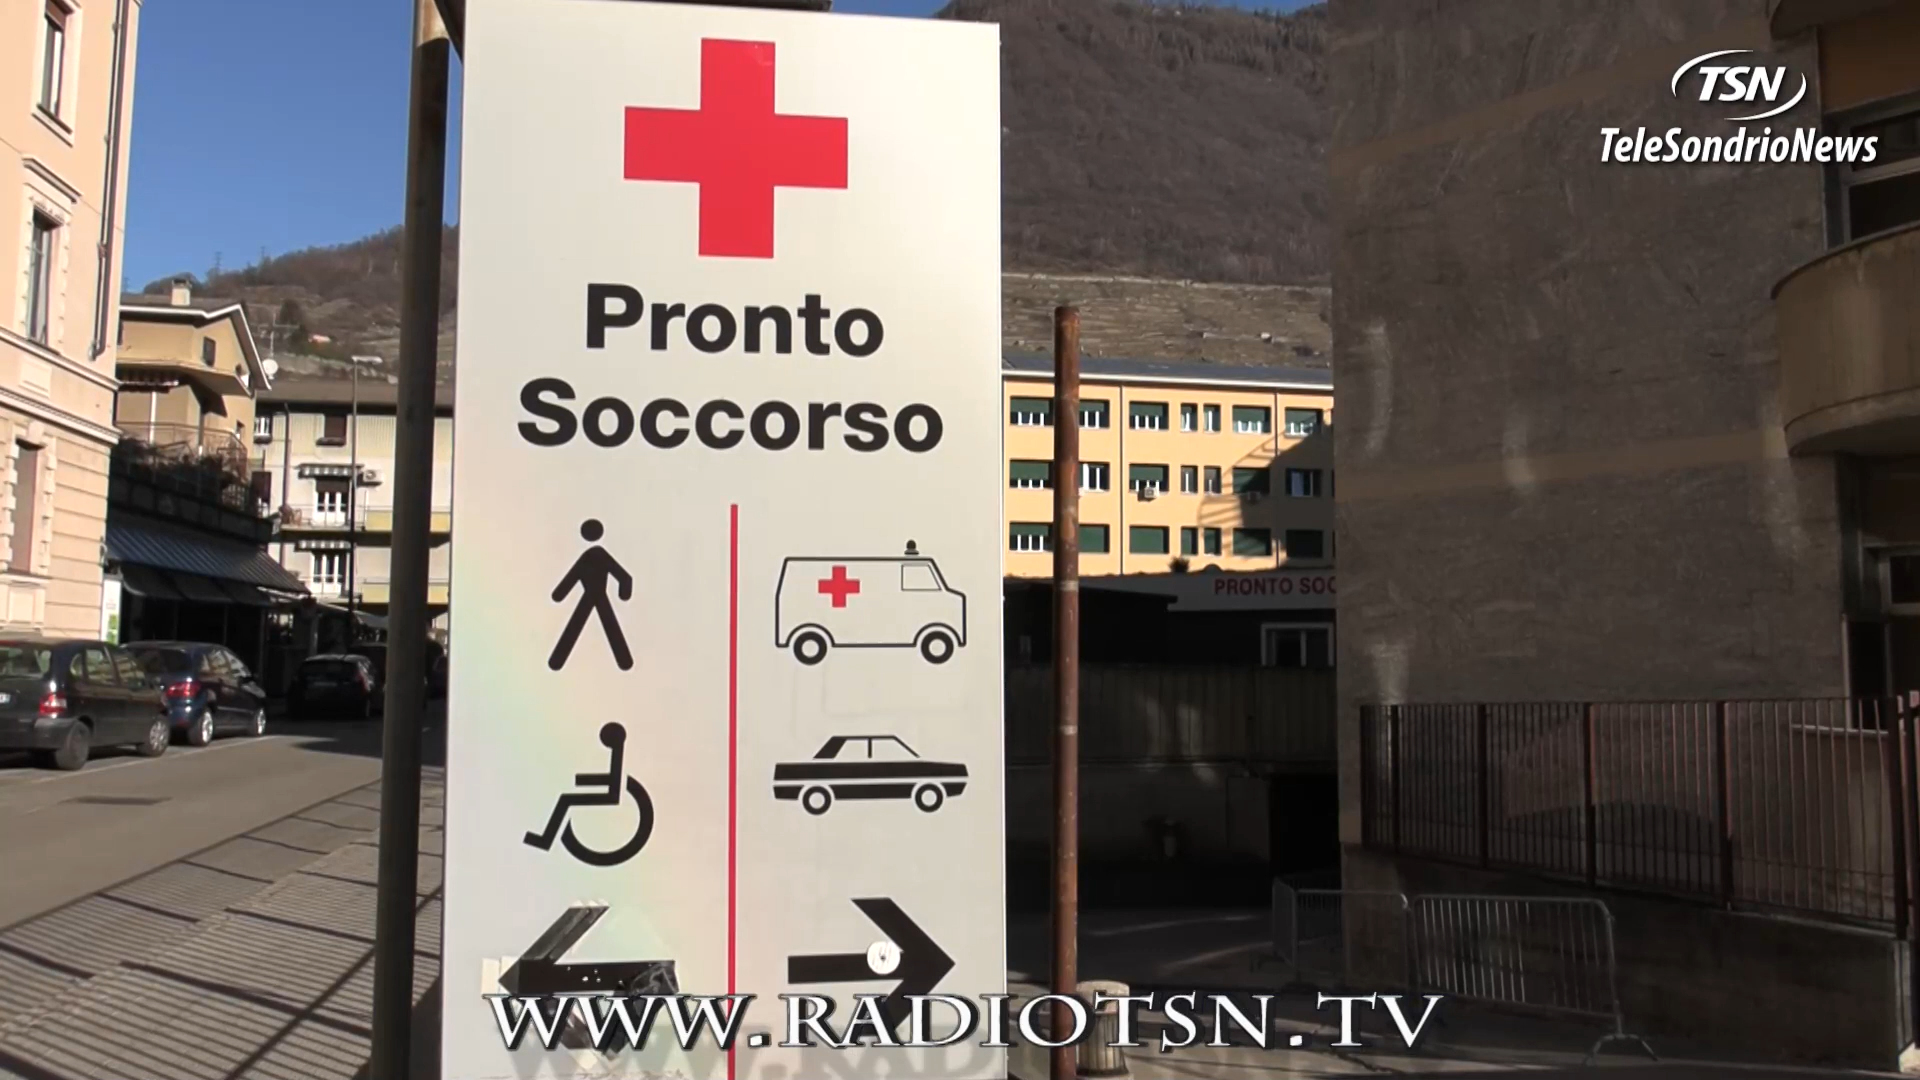 TSN
TeleSondrioNews
Pronto
Soccorso
PRONTO SOC
WWW.RADIOTSN.TV